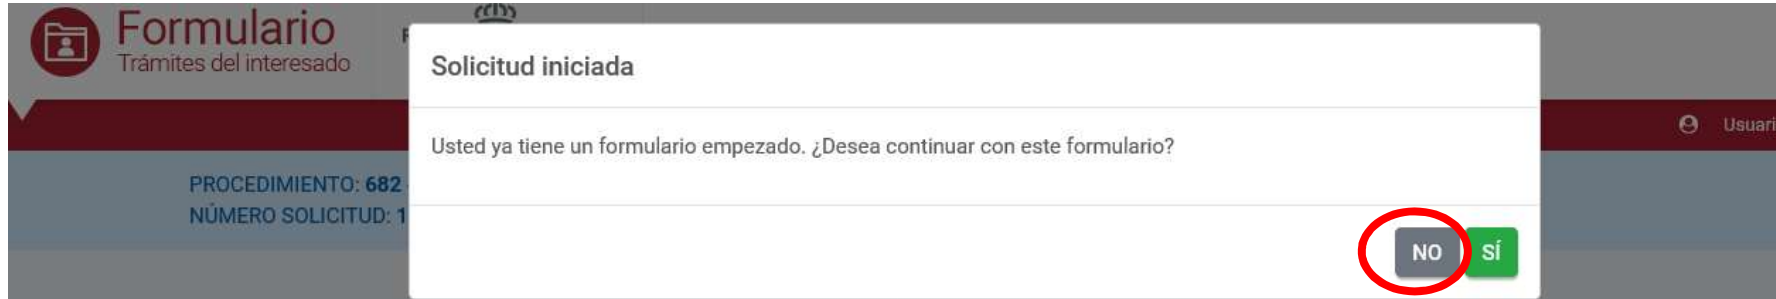 Formulario
Trámites del interesado
Solicitud iniciada
Usted ya tiene un formulario empezado. ¿Desea continuar con este formulario?
PROCEDIMIENTO: 682
NÚMERO SOLICITUD: 1
NO
SÍ